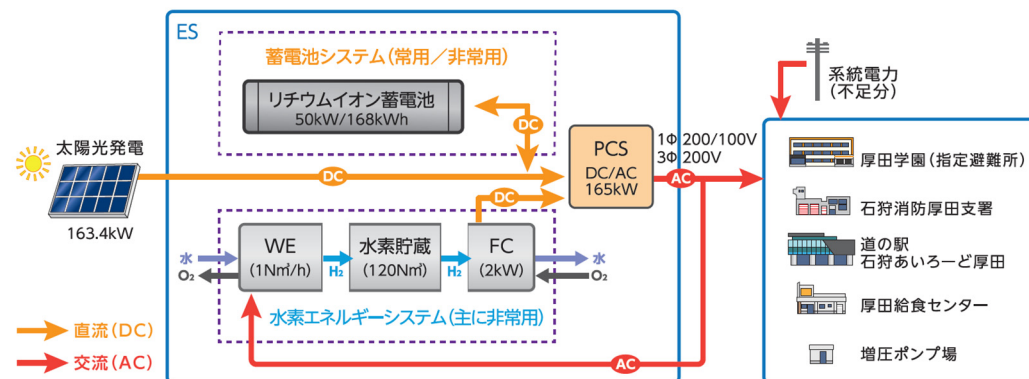 ES
蓄電池システム(常用／非常用)
リチウムイオン蓄電池
50kW/168kWh
DC
太陽光発電
163.4kW
DC
PCS
DC/AC
165kW
1Φ 200/100V
3Φ 200V
AC
系統電力
(不足分)
DC
水
O₂
WE
(1N㎥/h)
H₂
水素貯蔵
(120N㎥)
H₂
FC
(2kW)
水
O₂
水素エネルギーシステム(主に非常用)
AC
直流(DC)
交流(AC)
厚田学園(指定避難所)
石狩消防厚田支署
道の駅
石狩あいろーど厚田
厚田給食センター
増圧ポンプ場